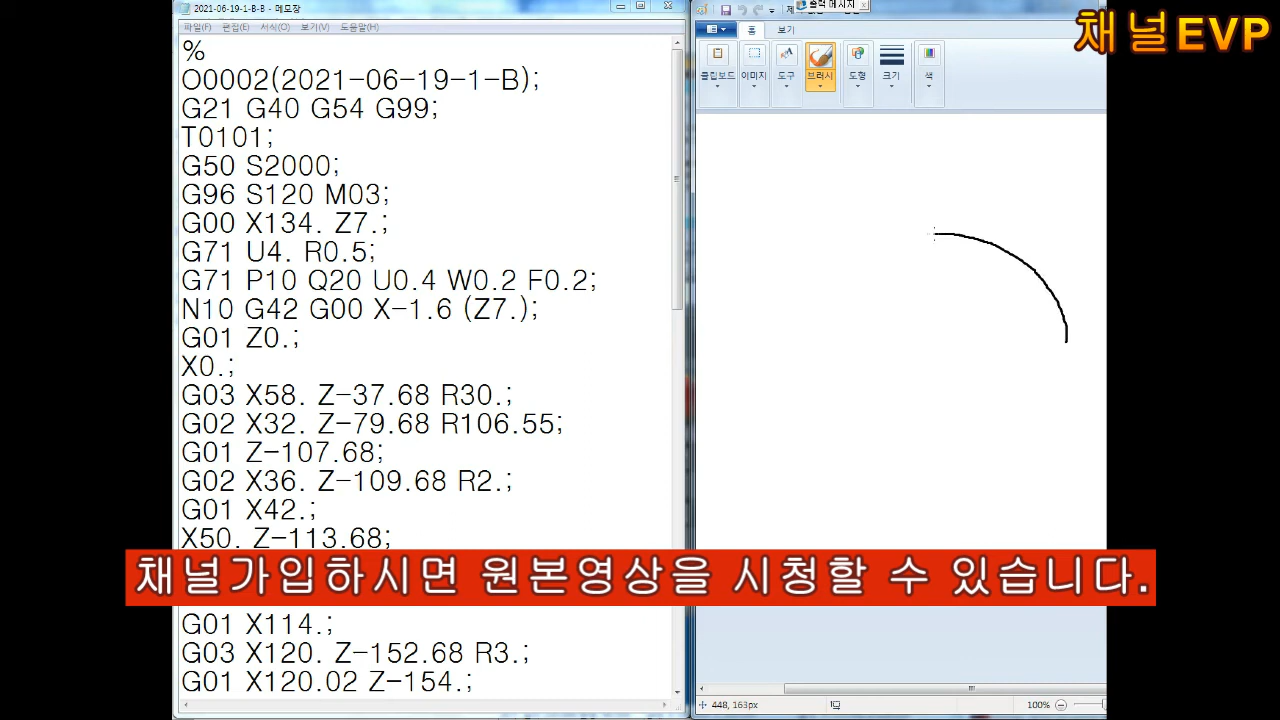 2021-06-19-1-B-B - 메모장
파일(F) 편집(E) 서식(O) 보기(V) 도움말(H)
%
O0002(2021-06-19-1-B);
G21 G40 G54 G99;
T0101;
G50 S2000;
G96 S120 M03;
G00 X134. Z7.;
G71 U4. R0.5;
G71 P10 Q20 U0.4 W0.2 F0.2;
N10 G42 G00 X-1.6 (Z7.);
G01 Z0.;
X0.;
G03 X58. Z-37.68 R30.;
G02 X32. Z-79.68 R106.55;
G01 Z-107.68;
G02 X36. Z-109.68 R2.;
G01 X42.;
X50. Z-113.68;
G01 X114.;
G03 X120. Z-152.68 R3.;
G01 X120.02 Z-154.;
출력 메시지
홈 보기
클립보드 이미지 도구 브러시 도형 크기 색
448, 163px
100%
채널EVP
채널가입하시면 원본영상을 시청할 수 있습니다.